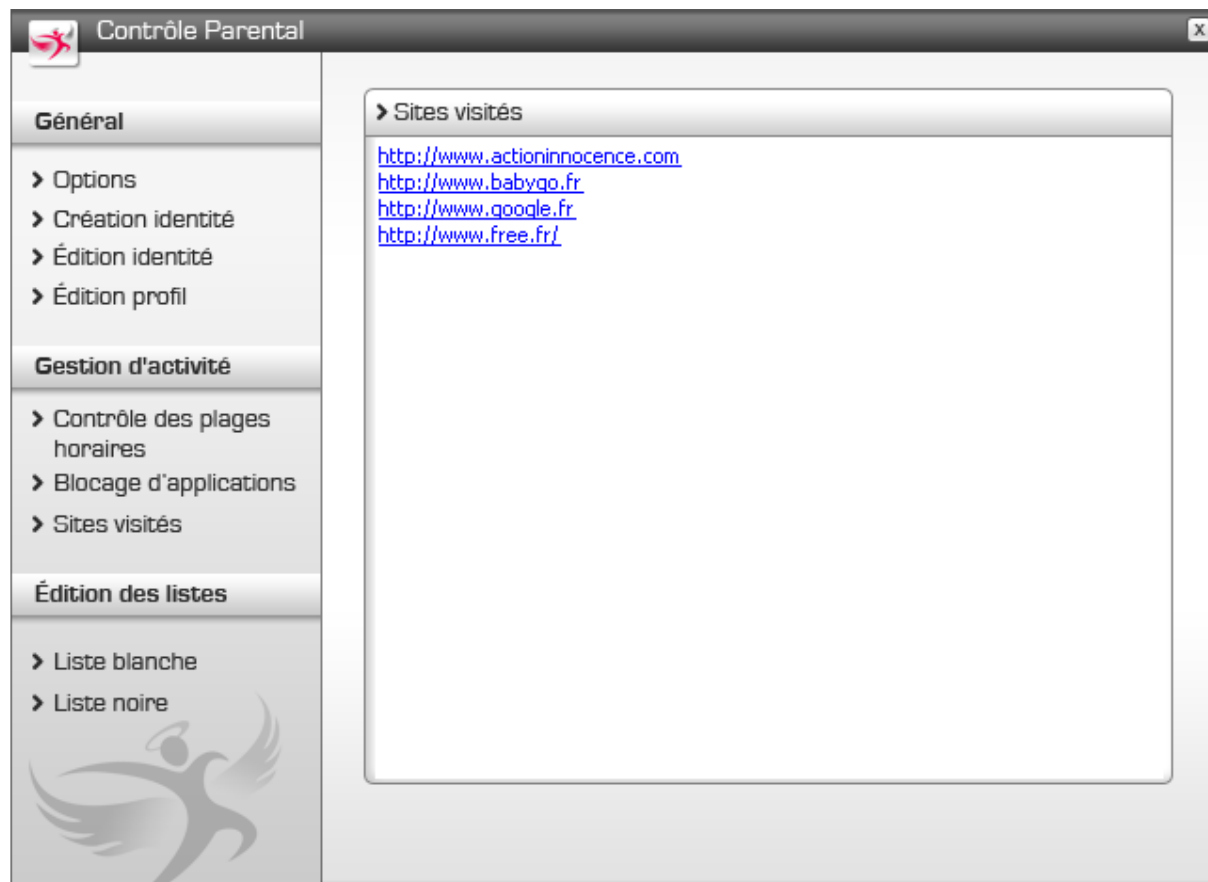 Contrôle Parental
x
Général
Options
Création identité
Édition identité
Édition profil
Gestion d'activité
Contrôle des plages
horaires
Blocage d'applications
Sites visités
Édition des listes
Liste blanche
Liste noire
Sites visités
http://www.actioninnocence.com
http://www.babygo.fr
http://www.google.fr
http://www.free.fr/